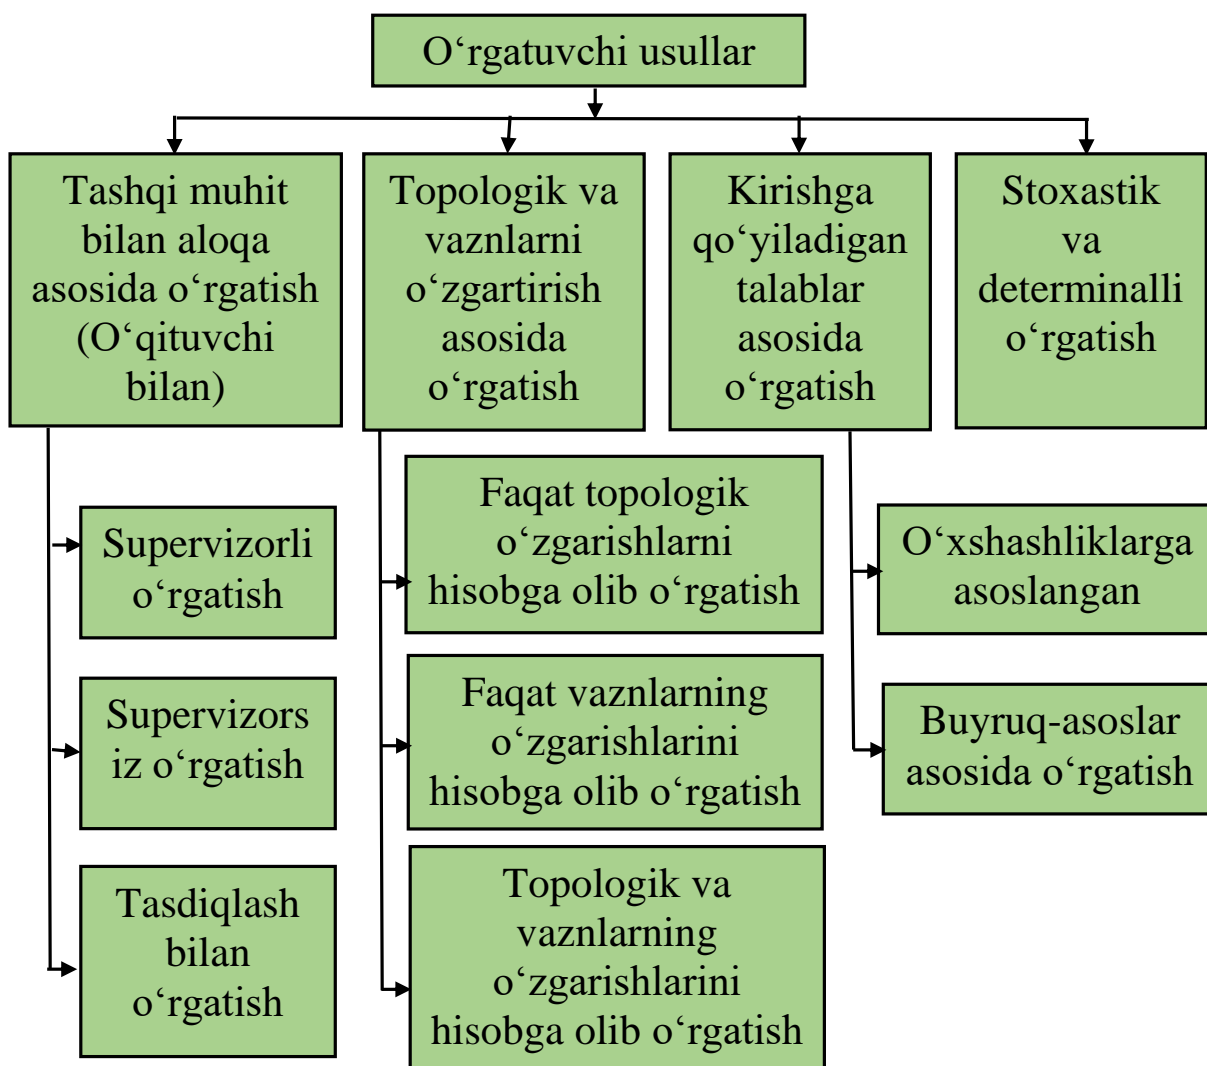 O‘rgatuvchi usullar
Tashqi muhit
bilan aloqa
asosida o‘rgatish
(O‘qituvchi
bilan)
Topologik va
vaznlarni
o‘zgartirish
asosida
o‘rgatish
Kirishga
qo‘yiladigan
talablar
asosida
o‘rgatish
Stoxastik
va
determinalli
o‘rgatish
Supervizorli
o‘rgatish
Supervizors
iz o‘rgatish
Tasdiqlash
bilan
o‘rgatish
Faqat topologik
o‘zgarishlarni
hisobga olib o‘rgatish
Faqat vaznlarning
o‘zgarishlarini
hisobga olib o‘rgatish
Topologik va
vaznlarning
o‘zgarishlarini
hisobga olib o‘rgatish
O‘xshashliklarga
asoslangan
Buyruq-asoslar
asosida o‘rgatish